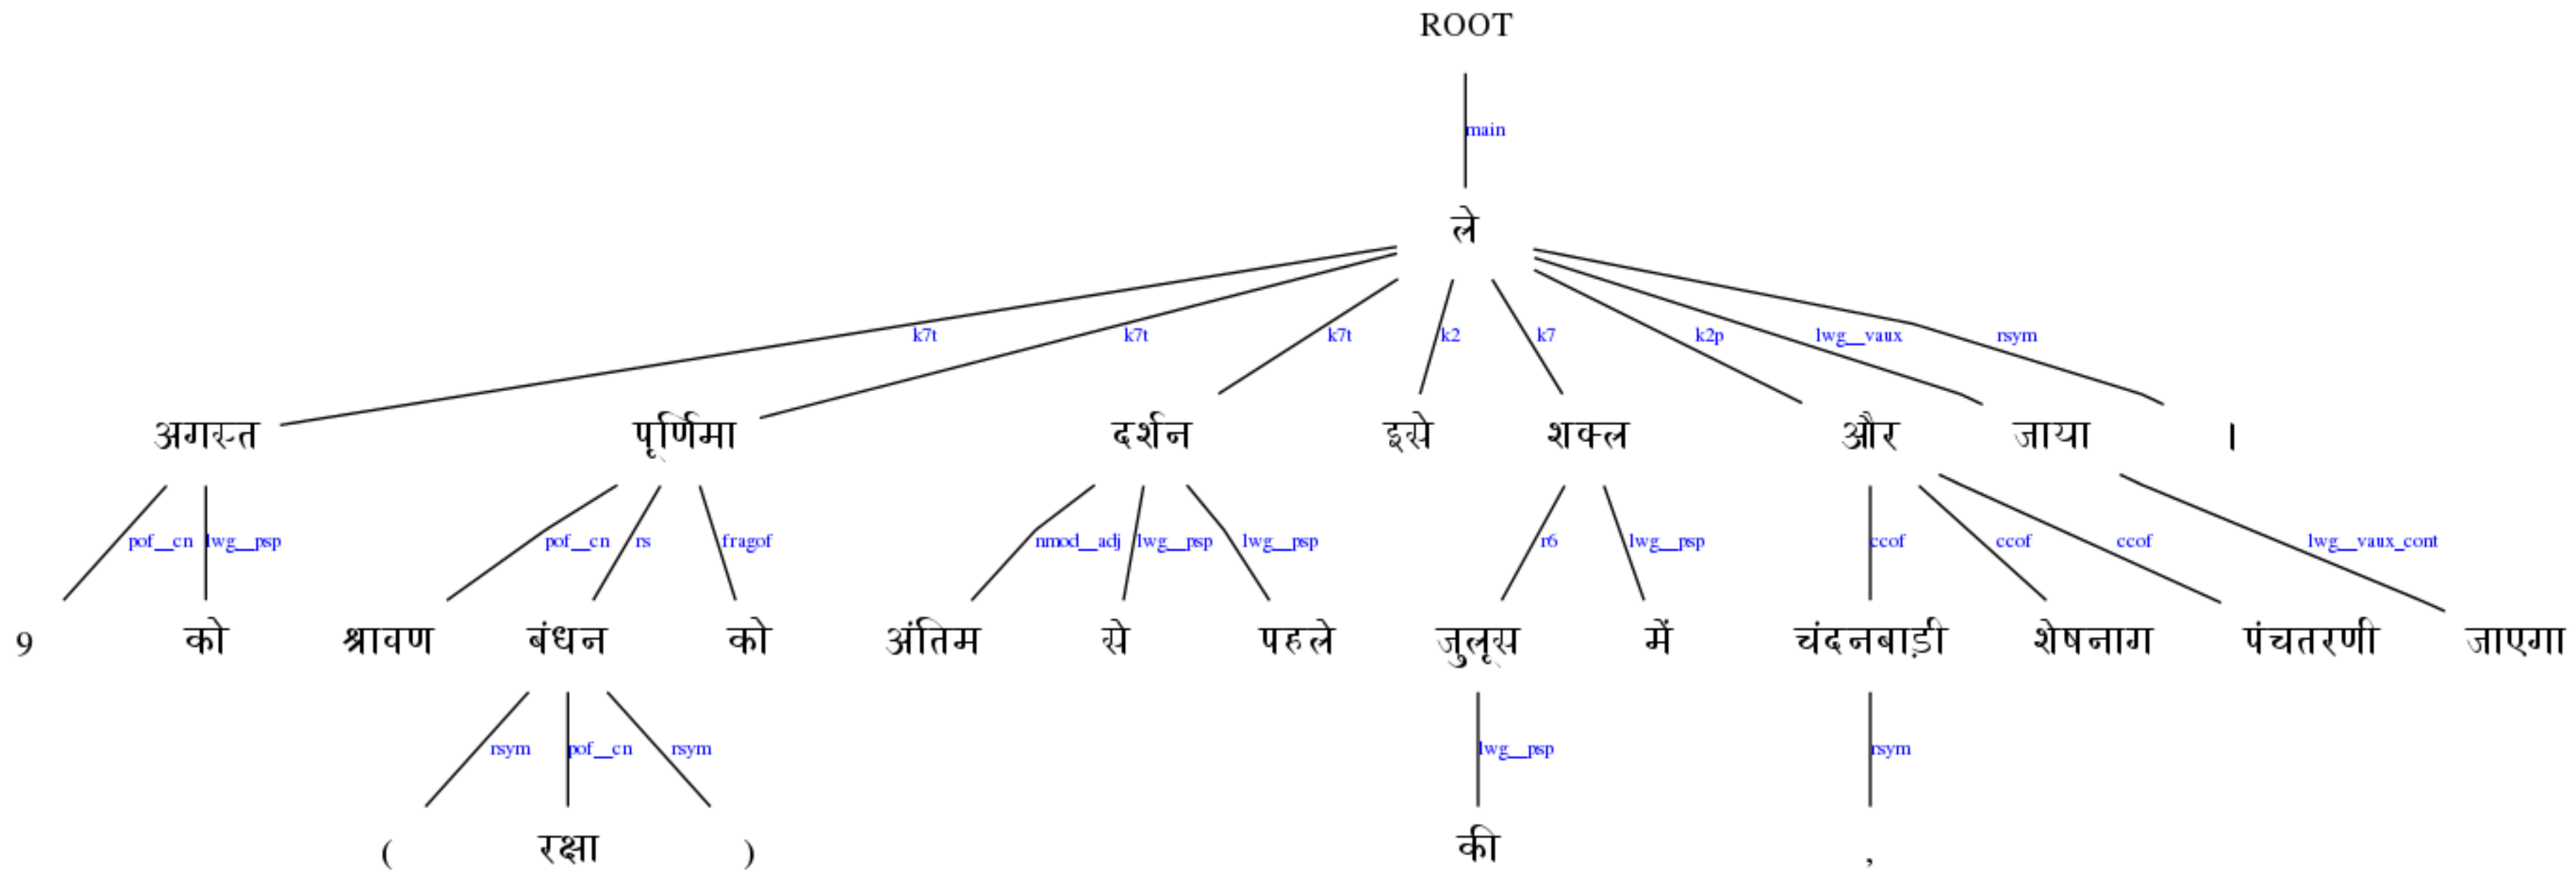 ROOT
main
ले
k7t k7t k7t k2 k7 k2p lwg__vaux rsym
अगस्त पूर्णिमा दर्शन इसे शक्ल और जाया ।
pof__cn lwg__psp pof__cn rs fragof nmod__adj lwg__psp lwg__psp r6 lwg__psp ccof ccof ccof lwg__vaux_cont
9 को श्रावण बंधन को अंतिम से पहले जुलूस में चंदनबाड़ी शेषनाग पंचतरणी जाएगा
rsym pof__cn rsym lwg__psp rsym
( रक्षा ) की ,